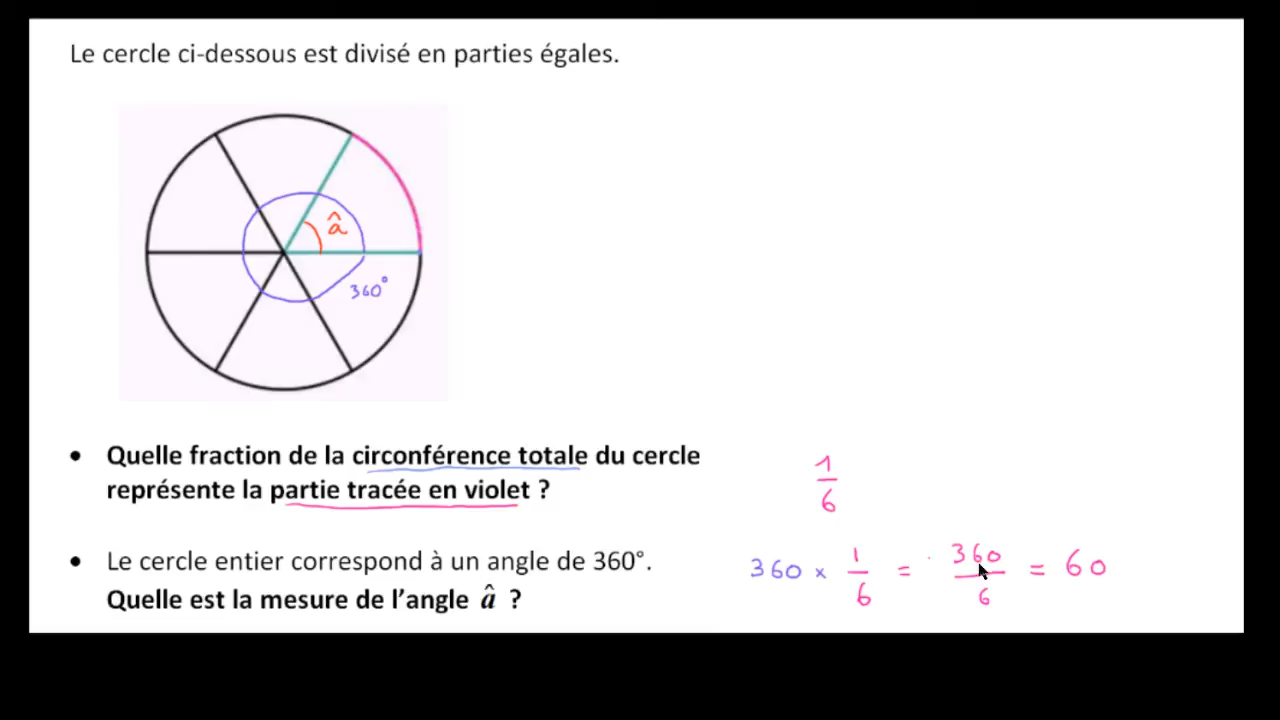 Le cercle ci-dessous est divisé en parties égales.
â
360°
• Quelle fraction de la circonférence totale du cercle
représente la partie tracée en violet ?
1/6
• Le cercle entier correspond à un angle de 360°.
Quelle est la mesure de l'angle â ?
360 × 1/6 = 360/6 = 60